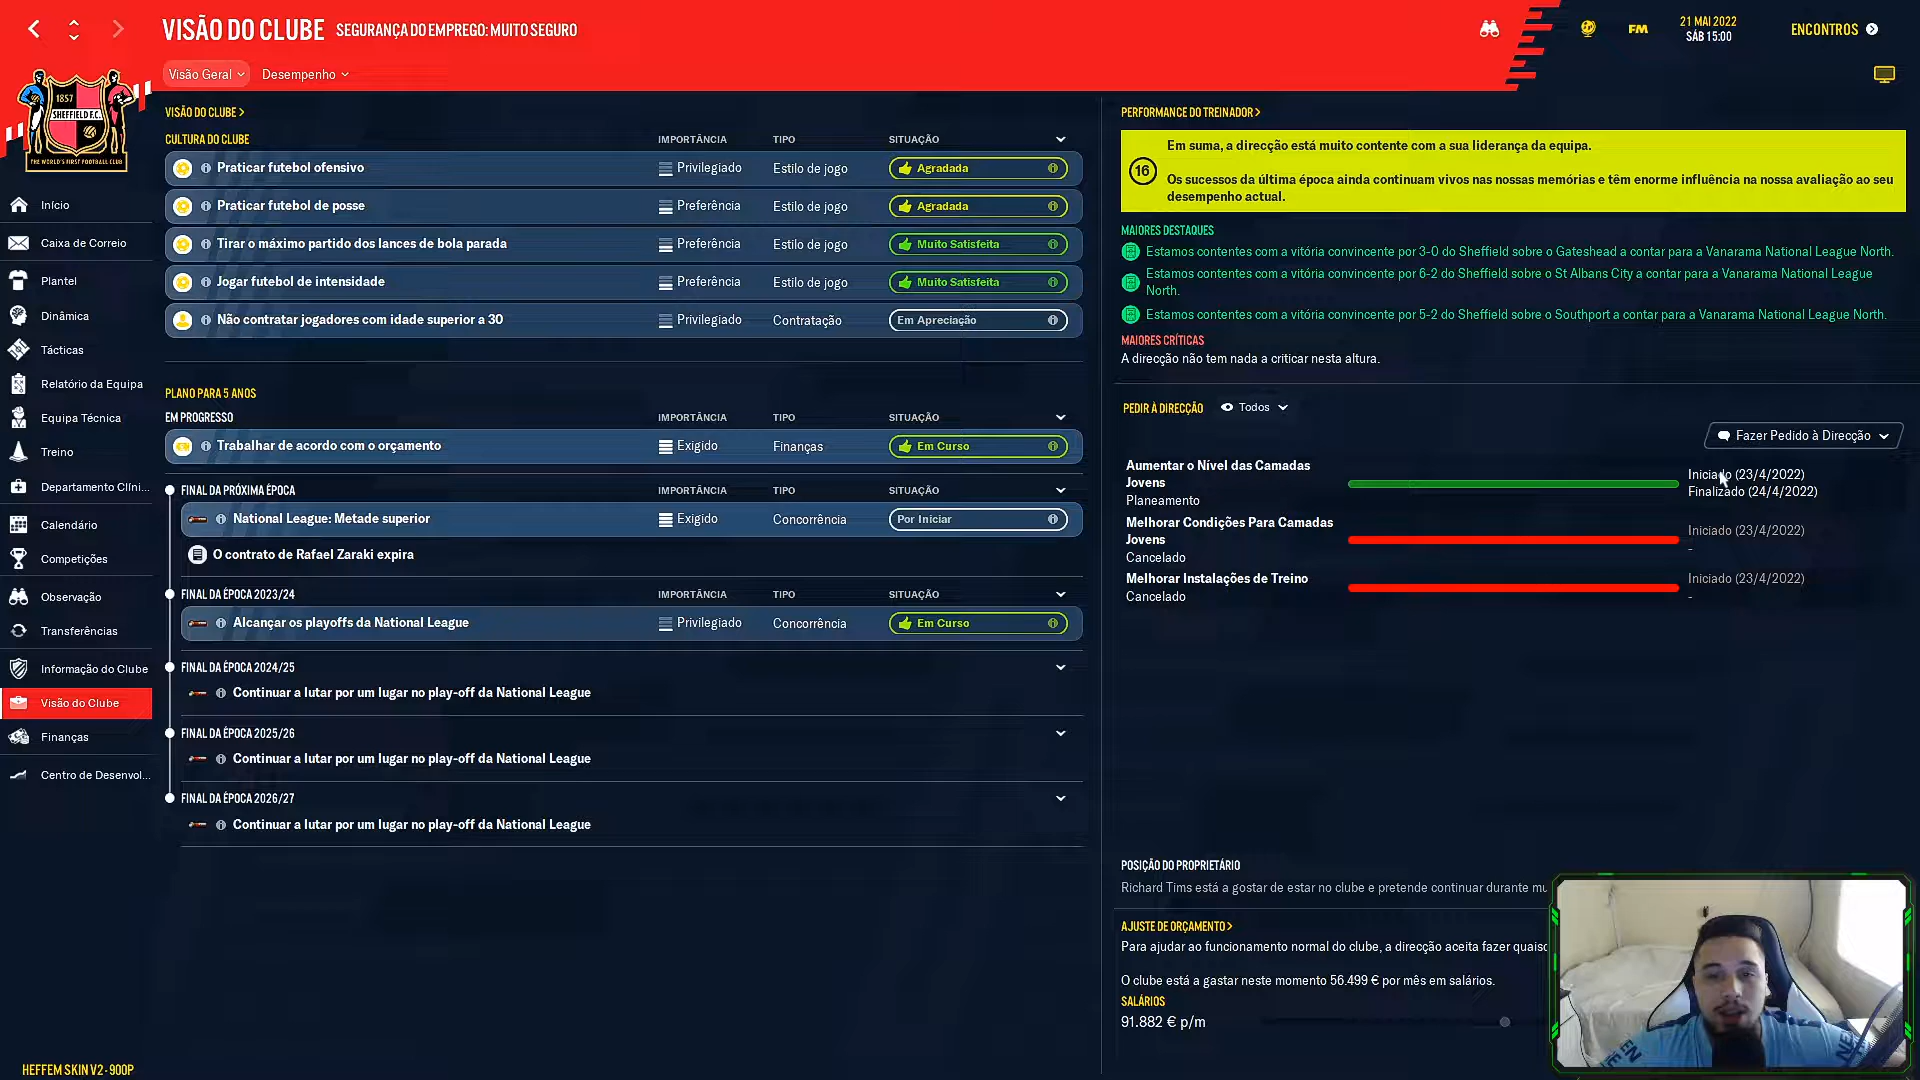 VISÃO DO CLUBE
SEGURANÇA DO EMPREGO: MUITO SEGURO
FM
21 MAI 2022
SÁB 15:00
ENCONTROS
Visão Geral
Desempenho
1857
SHEFFIELD F.C.
THE WORLD'S FIRST FOOTBALL CLUB
Início
Caixa de Correio
Plantel
Dinâmica
Tácticas
Relatório da Equipa
Equipa Técnica
Treino
Departamento Clíni...
Calendário
Competições
Observação
Transferências
Informação do Clube
Visão do Clube
Finanças
Centro de Desenvol...
HEFFEM SKIN V2 - 900P
VISÃO DO CLUBE >
CULTURA DO CLUBE IMPORTÂNCIA TIPO SITUAÇÃO
Praticar futebol ofensivo Privilegiado Estilo de jogo Agradada
Praticar futebol de posse Preferência Estilo de jogo Agradada
Tirar o máximo partido dos lances de bola parada Preferência Estilo de jogo Muito Satisfeita
Jogar futebol de intensidade Preferência Estilo de jogo Muito Satisfeita
Não contratar jogadores com idade superior a 30 Privilegiado Contratação Em Apreciação
PLANO PARA 5 ANOS
EM PROGRESSO IMPORTÂNCIA TIPO SITUAÇÃO
Trabalhar de acordo com o orçamento Exigido Finanças Em Curso
FINAL DA PRÓXIMA ÉPOCA IMPORTÂNCIA TIPO SITUAÇÃO
National League: Metade superior Exigido Concorrência Por Iniciar
O contrato de Rafael Zaraki expira
FINAL DA ÉPOCA 2023/24 IMPORTÂNCIA TIPO SITUAÇÃO
Alcançar os playoffs da National League Privilegiado Concorrência Em Curso
FINAL DA ÉPOCA 2024/25
Continuar a lutar por um lugar no play-off da National League
FINAL DA ÉPOCA 2025/26
Continuar a lutar por um lugar no play-off da National League
FINAL DA ÉPOCA 2026/27
Continuar a lutar por um lugar no play-off da National League
PERFORMANCE DO TREINADOR >
16
Em suma, a direcção está muito contente com a sua liderança da equipa.
Os sucessos da última época ainda continuam vivos nas nossas memórias e têm enorme influência na nossa avaliação ao seu
desempenho actual.
MAIORES DESTAQUES
Estamos contentes com a vitória convincente por 3-0 do Sheffield sobre o Gateshead a contar para a Vanarama National League North.
Estamos contentes com a vitória convincente por 6-2 do Sheffield sobre o St Albans City a contar para a Vanarama National League
North.
Estamos contentes com a vitória convincente por 5-2 do Sheffield sobre o Southport a contar para a Vanarama National League North.
MAIORES CRÍTICAS
A direcção não tem nada a criticar nesta altura.
PEDIR À DIRECÇÃO Todos
Fazer Pedido à Direcção
Aumentar o Nível das Camadas
Jovens
Planeamento
Iniciado (23/4/2022)
Finalizado (24/4/2022)
Melhorar Condições Para Camadas
Jovens
Cancelado
Iniciado (23/4/2022)
-
Melhorar Instalações de Treino
Cancelado
Iniciado (23/4/2022)
-
POSIÇÃO DO PROPRIETÁRIO
Richard Tims está a gostar de estar no clube e pretende continuar durante
AJUSTE DE ORÇAMENTO >
Para ajudar ao funcionamento normal do clube, a direcção aceita fazer
O clube está a gastar neste momento 56.499 € por mês em salários.
SALÁRIOS
91.882 € p/m